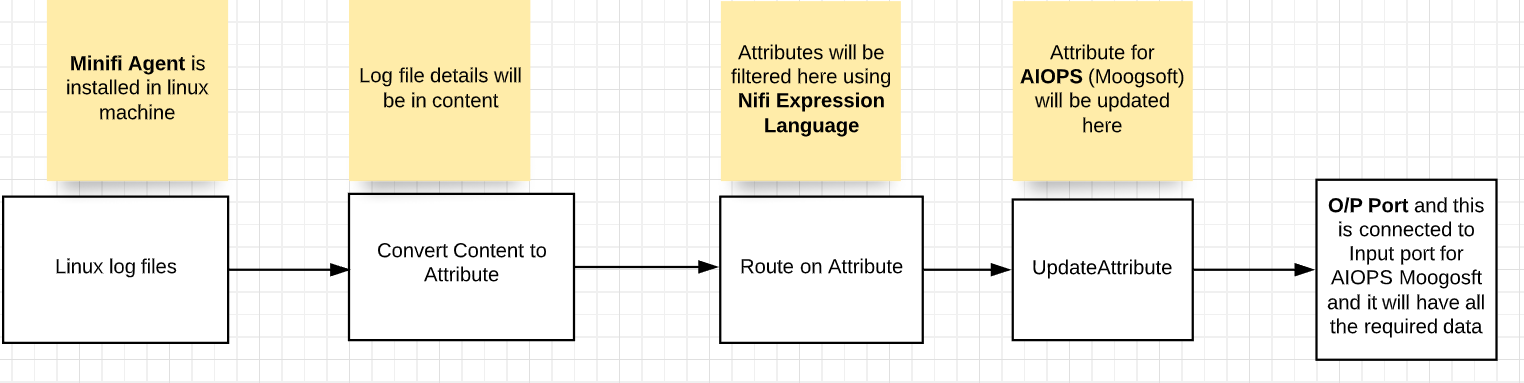 Minifi Agent is
installed in linux
machine
Log file details will
be in content
Attributes will be
filtered here using
Nifi Expression
Language
Attribute for
AIOPS (Moogsoft)
will be updated
here
Linux log files
Convert Content to
Attribute
Route on Attribute
UpdateAttribute
O/P Port and this
is connected to
Input port for
AIOPS Moogosft
and it will have all
the required data